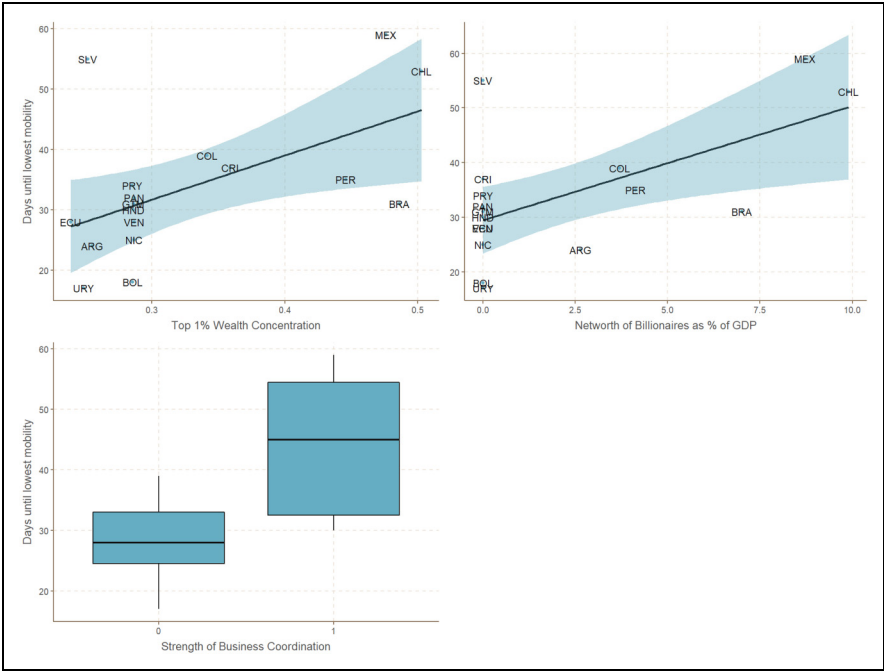 Days until lowest mobility
60
50
40
30
20
MEX
SLV
CHL
COL
CRI
PER
PRY
PAN
GTM
HND
BRA
ECU
VEN
NIC
ARG
BOL
URY
0.3
0.4
0.5
Top 1% Wealth Concentration
60
50
40
30
20
MEX
SLV
CHL
COL
CRI
PER
PRY
PAN
GTM
HND
BRA
VEN
NIC
ARG
BOL
URY
0.0
2.5
5.0
7.5
10.0
Networth of Billionaires as % of GDP
Days until lowest mobility
60
50
40
30
20
0
1
Strength of Business Coordination